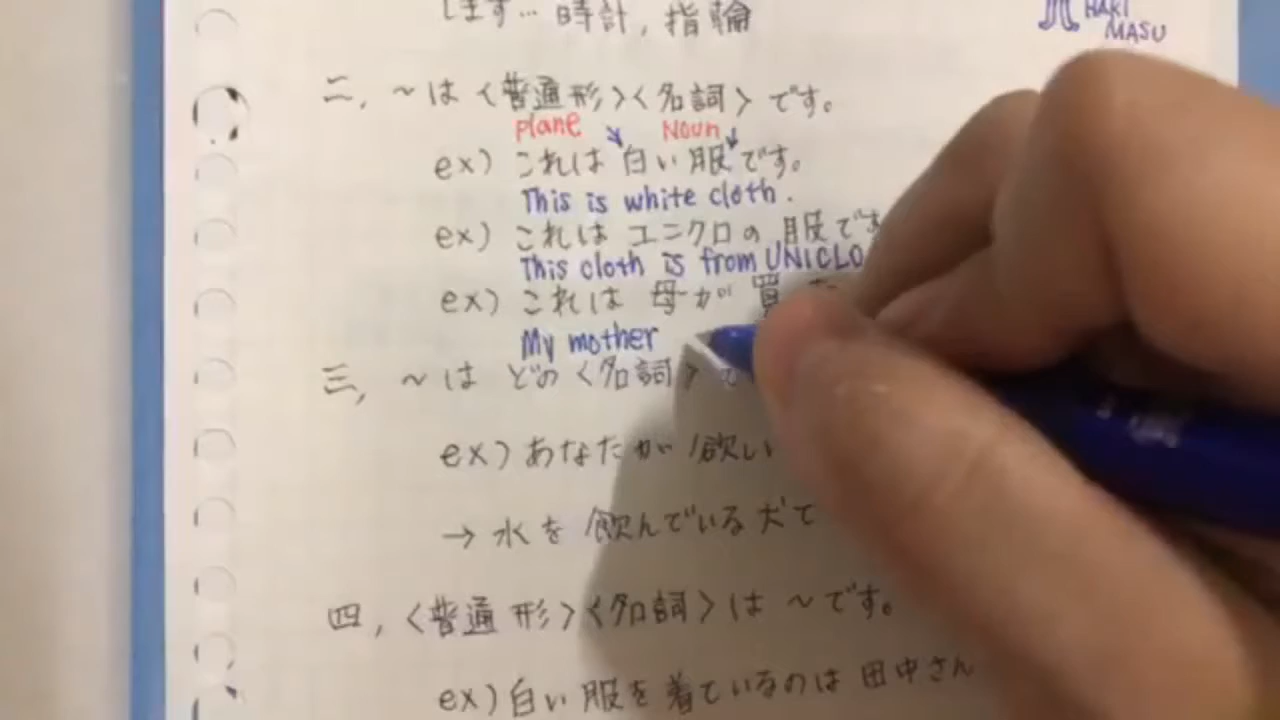 します… 時計, 指輪
HAKI
MASU
二, ～は〈普通形〉〈名詞〉です。
plane Noun
ex) これは 白い 服です。
This is white cloth.
ex) これは ユニクロの 服です
This cloth is from UNICLO
ex) これは 母が 買
My mother
三, ～は どの〈名詞〉
ex) あなたが 欲しい
→ 水を 飲んでいる 犬で
四, 〈普通形〉〈名詞〉は ～です。
ex) 白い 服を 着ているのは 田中さん